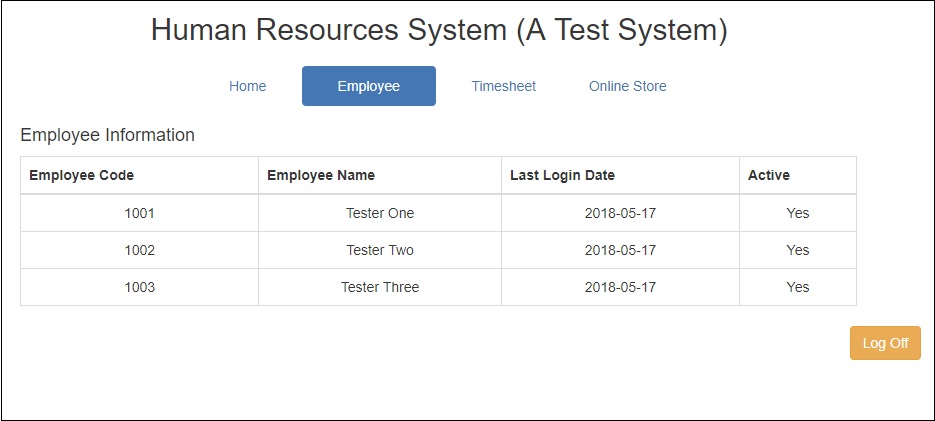 Human Resources System (A Test System)
Home Employee Timesheet Online Store
Employee Information
Employee Code Employee Name Last Login Date Active
1001 Tester One 2018-05-17 Yes
1002 Tester Two 2018-05-17 Yes
1003 Tester Three 2018-05-17 Yes
Log Off